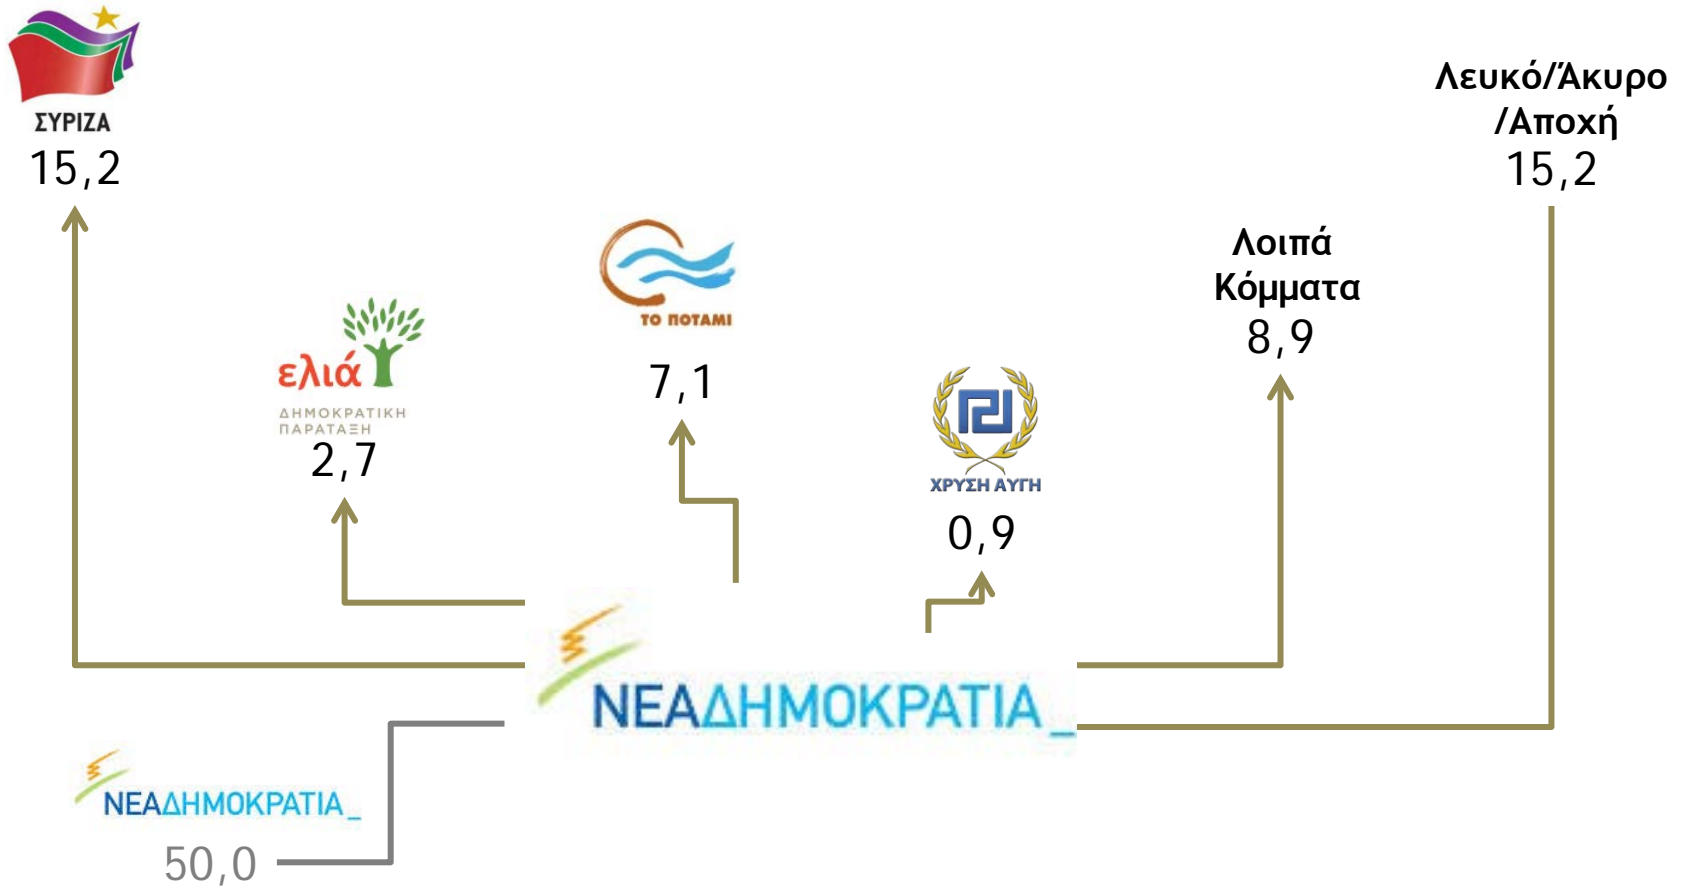 ΣΥΡΙΖΑ
15,2
Λευκό/Άκυρο
/Αποχή
15,2
ΤΟ ΠΟΤΑΜΙ
7,1
Λοιπά
Κόμματα
8,9
ελιά
ΔΗΜΟΚΡΑΤΙΚΗ
ΠΑΡΑΤΑΞΗ
2,7
ΧΡΥΣΗ ΑΥΓΗ
0,9
ΝΕΑΔΗΜΟΚΡΑΤΙΑ_
ΝΕΑΔΗΜΟΚΡΑΤΙΑ_
50,0